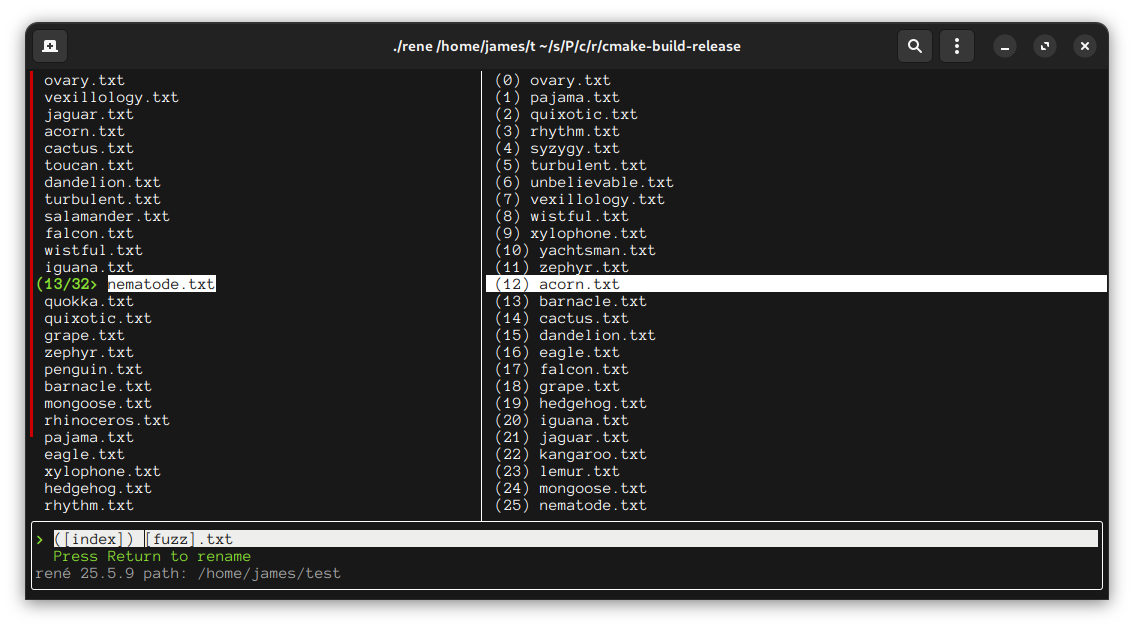 ./rene /home/james/t ~/s/P/c/r/cmake-build-release
ovary.txt
vexillology.txt
jaguar.txt
acorn.txt
cactus.txt
toucan.txt
dandelion.txt
turbulent.txt
salamander.txt
falcon.txt
wistful.txt
iguana.txt
(13/32> nematode.txt
quokka.txt
quixotic.txt
grape.txt
zephyr.txt
penguin.txt
barnacle.txt
mongoose.txt
rhinoceros.txt
pajama.txt
eagle.txt
xylophone.txt
hedgehog.txt
rhythm.txt
(0) ovary.txt
(1) pajama.txt
(2) quixotic.txt
(3) rhythm.txt
(4) syzygy.txt
(5) turbulent.txt
(6) unbelievable.txt
(7) vexillology.txt
(8) wistful.txt
(9) xylophone.txt
(10) yachtsman.txt
(11) zephyr.txt
(12) acorn.txt
(13) barnacle.txt
(14) cactus.txt
(15) dandelion.txt
(16) eagle.txt
(17) falcon.txt
(18) grape.txt
(19) hedgehog.txt
(20) iguana.txt
(21) jaguar.txt
(22) kangaroo.txt
(23) lemur.txt
(24) mongoose.txt
(25) nematode.txt
> ([index]) [fuzz].txt
Press Return to rename
rené 25.5.9 path: /home/james/test